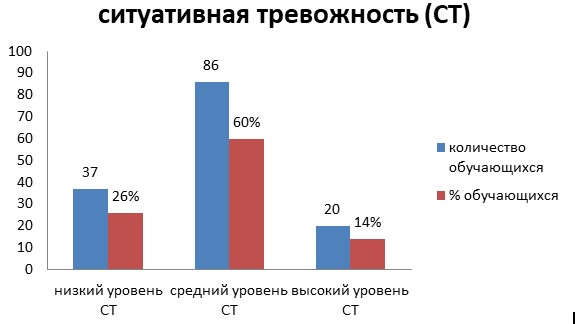 ситуативная тревожность (СТ)
100
90
80
70
60
50
40
30
20
10
0
37
26%
86
60%
20
14%
низкий уровень СТ
средний уровень СТ
высокий уровень СТ
количество
обучающихся
% обучающихся